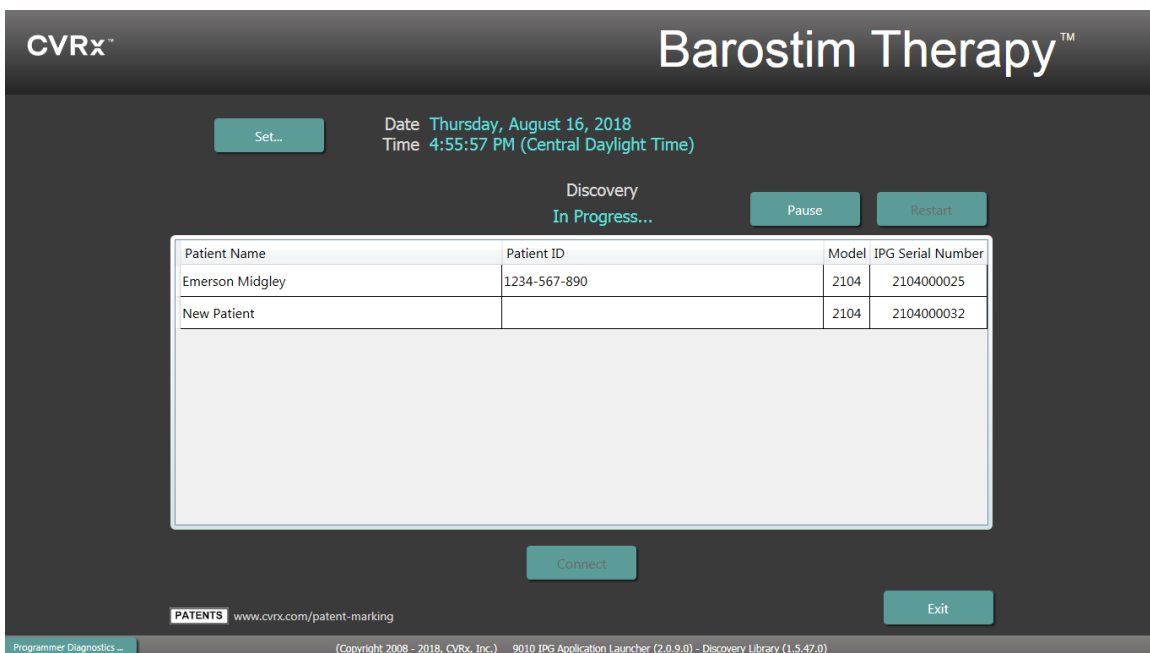 CVRx™
Barostim Therapy™
Set...
Date Thursday, August 16, 2018
Time 4:55:57 PM (Central Daylight Time)
Discovery
In Progress...
Pause
Restart
Patient Name Patient ID Model IPG Serial Number
Emerson Midgley 1234-567-890 2104 2104000025
New Patient 2104 2104000032
Connect
Exit
PATENTS www.cvrx.com/patent-marking
Programmer Diagnostics ...
(Copyright 2008 - 2018, CVRx, Inc.) 9010 IPG Application Launcher (2.0.9.0) - Discovery Library (1.5.47.0)